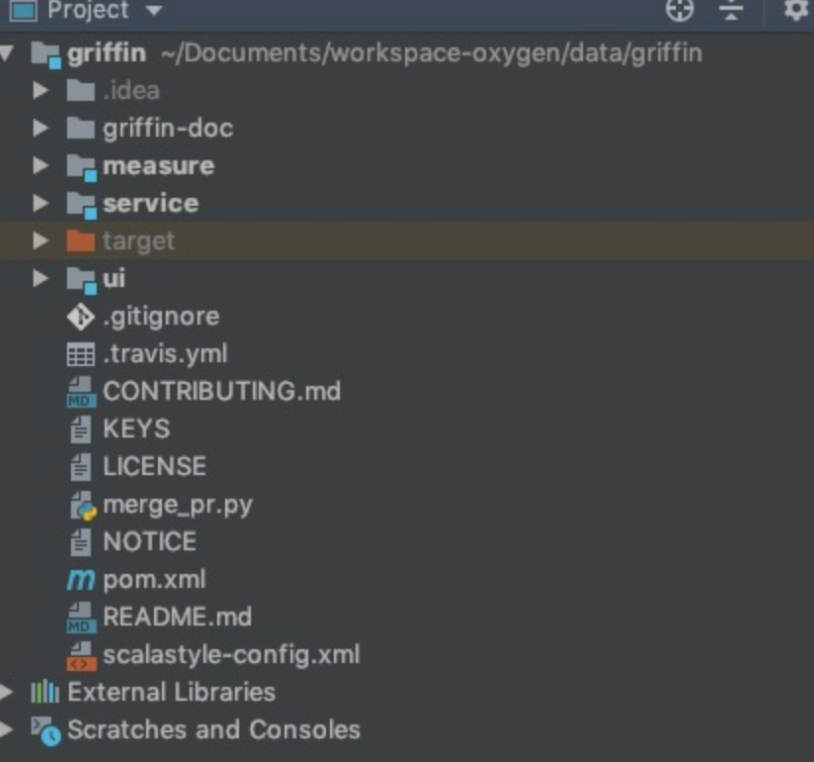 Project
griffin ~/Documents/workspace-oxygen/data/griffin
.idea
griffin-doc
measure
service
target
ui
.gitignore
.travis.yml
CONTRIBUTING.md
KEYS
LICENSE
merge_pr.py
NOTICE
pom.xml
README.md
scalastyle-config.xml
External Libraries
Scratches and Consoles